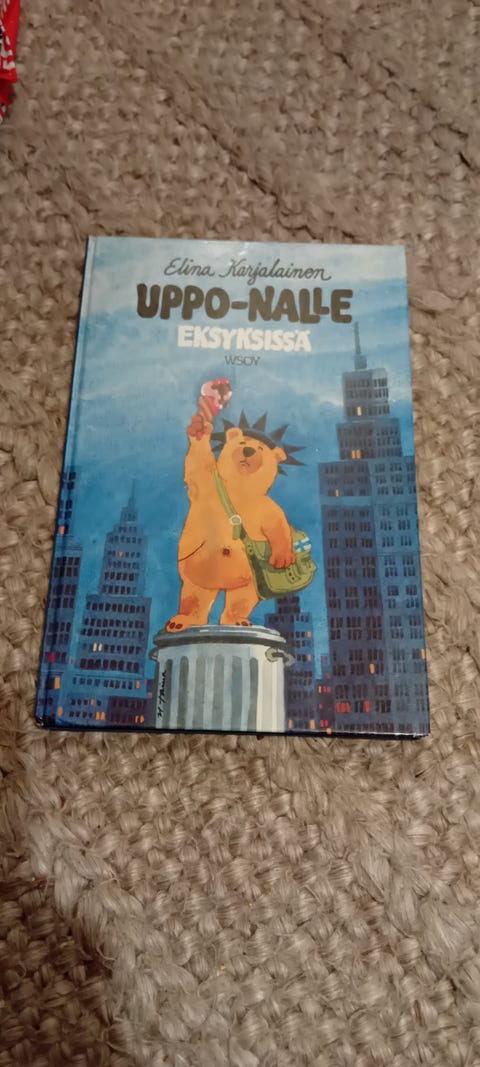 Elina Karjalainen
UPPO-NALLE
EKSYKSISSÄ
WSOY